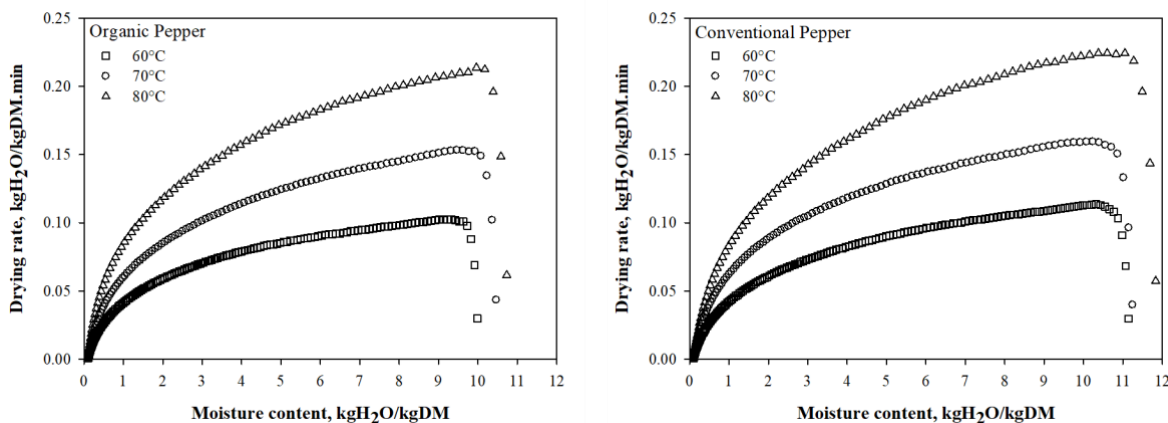 Organic Pepper
60°C
70°C
80°C
0.25
0.20
0.15
0.10
0.05
0.00
0 1 2 3 4 5 6 7 8 9 10 11 12
Drying rate, kgH₂O/kgDM.min
Moisture content, kgH₂O/kgDM
Conventional Pepper
60°C
70°C
80°C
0.25
0.20
0.15
0.10
0.05
0.00
0 1 2 3 4 5 6 7 8 9 10 11 12
Drying rate, kgH₂O/kgDM.min
Moisture content, kgH₂O/kgDM